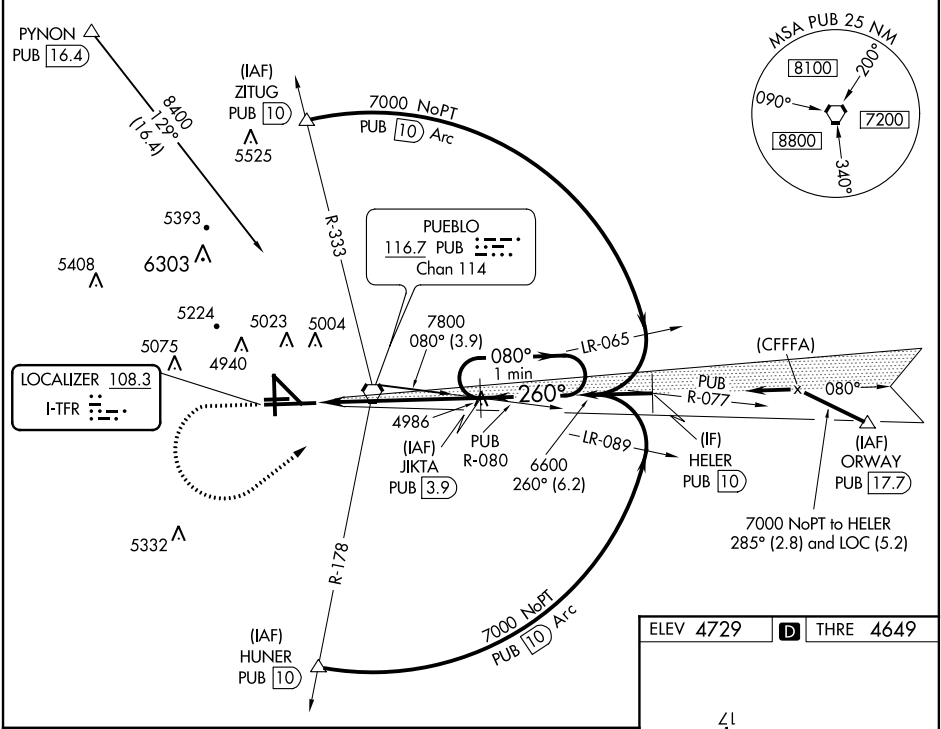 PYNON
PUB 16.4
8400
129°
(16.4)
(IAF)
ZITUG
PUB 10
5525
7000 NoPT
PUB 10 Arc
MSA PUB 25 NM
8100
200°
090°
7200
8800
340°
5393
6303
5408
R-333
PUEBLO
116.7 PUB
Chan 114
5224
5075
4940
5023
5004
7800
080° (3.9)
LR-065
080°
1 min
260°
(CFFFA)
PUB
R-077
080°
LOCALIZER 108.3
I-TFR
4986
(IAF)
JIKTA
PUB 3.9
PUB
R-080
6600
260° (6.2)
LR-089
(IF)
HELER
PUB 10
(IAF)
ORWAY
PUB 17.7
7000 NoPT to HELER
285° (2.8) and LOC (5.2)
5332
R-178
(IAF)
HUNER
PUB 10
7000 NoPT
PUB 10 Arc
ELEV 4729
D
THRE 4649
17